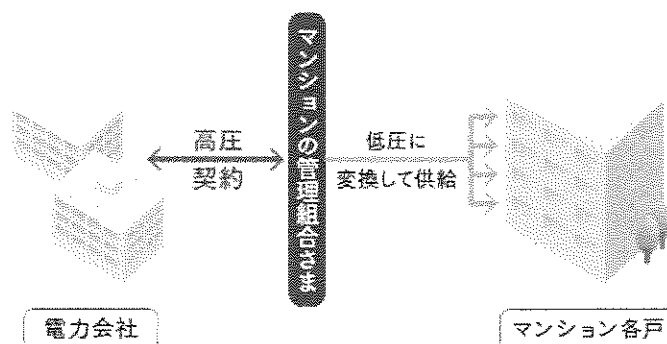 マンションの管理組合さま
高圧
契約
低圧に
変換して供給
電力会社
マンション各戸